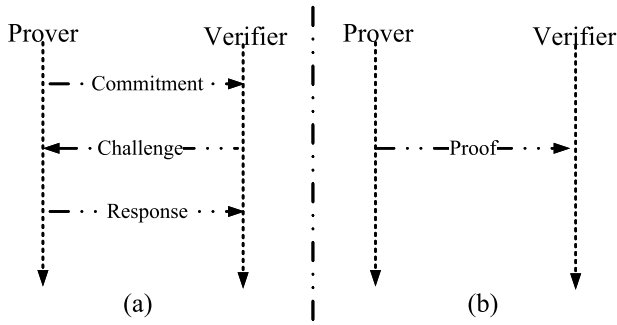 Prover Verifier
Commitment
Challenge
Response
(a)
Prover Verifier
Proof
(b)